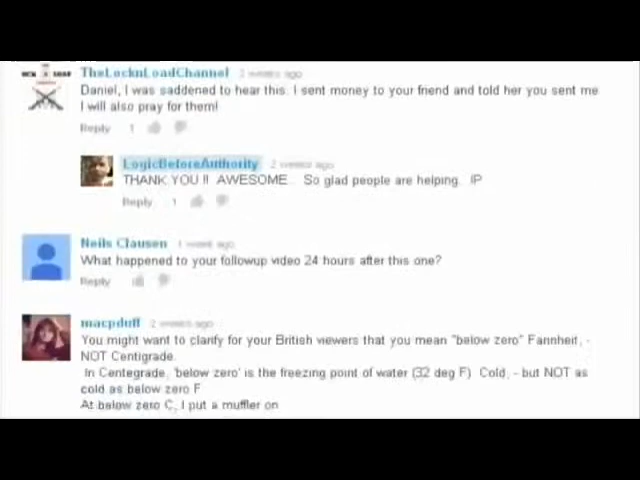 TheLocknLoadChannel 2 weeks ago
Daniel, I was saddened to hear this. I sent money to your friend and told her you sent me
I will also pray for them!
Reply 1
LogicBeforeAuthority 2 weeks ago
THANK YOU !! AWESOME... So glad people are helping. IP
Reply 1
Neils Clausen 1 week ago
What happened to your followup video 24 hours after this one?
Reply
macpduff 2 weeks ago
You might want to clarify for your British viewers that you mean "below zero" Fannheit, -
NOT Centigrade.
In Centegrade, 'below zero' is the freezing point of water (32 deg F) Cold, - but NOT as
cold as below zero F
At below zero C, I put a muffler on